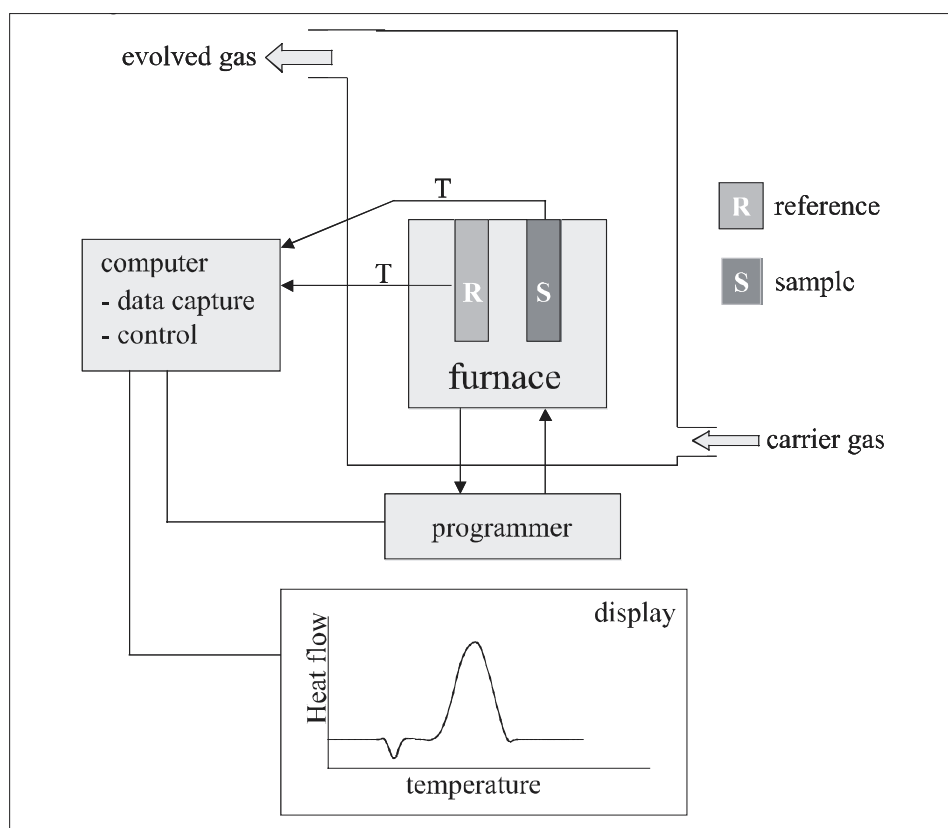 evolved gas
T
R reference
computer
- data capture
- control
T
R
S
S sample
furnace
carrier gas
programmer
display
Heat flow
temperature